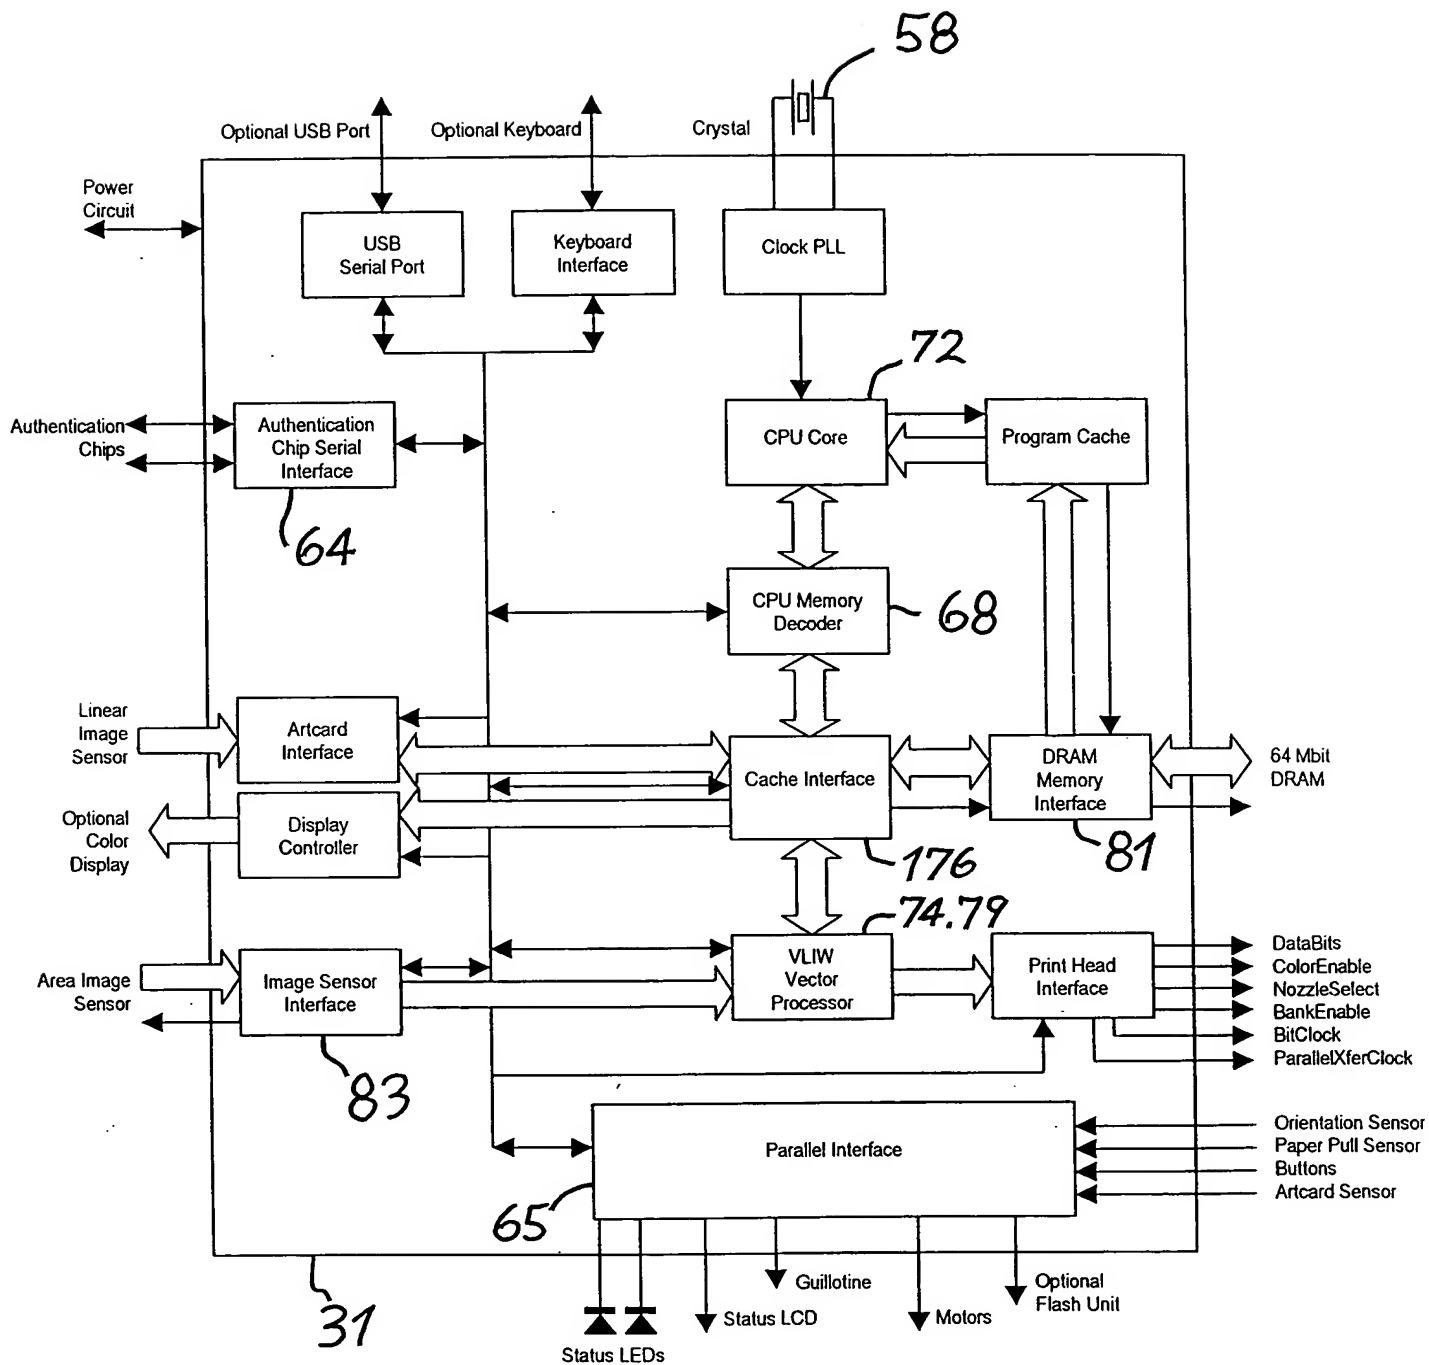 58
Optional USB Port
Optional Keyboard
Crystal
Power
Circuit
USB
Serial Port
Keyboard
Interface
Clock PLL
72
Authentication
Chips
Authentication
Chip Serial
Interface
CPU Core
Program Cache
64
CPU Memory
Decoder
68
Linear
Image
Sensor
Artcard
Interface
Cache Interface
DRAM
Memory
Interface
64 Mbit
DRAM
Optional
Color
Display
Display
Controller
176
81
74.79
Area Image
Sensor
Image Sensor
Interface
VLIW
Vector
Processor
Print Head
Interface
DataBits
ColorEnable
NozzleSelect
BankEnable
BitClock
ParallelXferClock
83
Parallel Interface
Orientation Sensor
Paper Pull Sensor
Buttons
Artcard Sensor
65
31
Status LEDs
Status LCD
Guillotine
Motors
Optional
Flash Unit